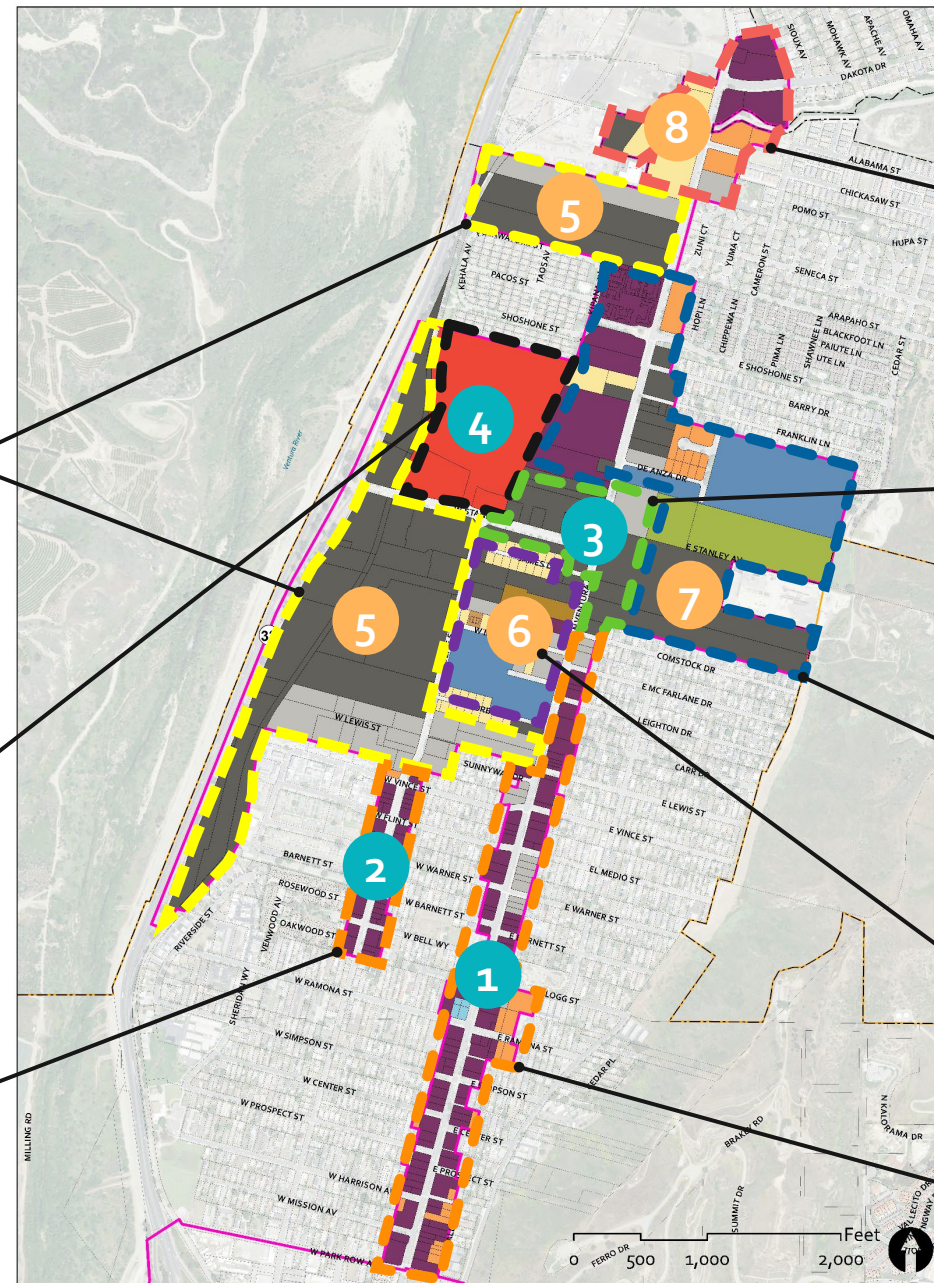 SIOUX AV
MOHAWK AV
APACHE AV
OMAHA AV
DAKOTA DR
8
ALABAMA ST
CHICKASAW ST
POMO ST
HUPA ST
5
ZUNI CT
YUMA CT
CAMERON ST
SENECA ST
KEHALA AV
TAOS AV
PACOS ST
SHOSHONE ST
HOPI LN
CHIPPEWA LN
PIMA LN
SHAWNEE LN
ARAPAHO ST
BLACKFOOT LN
PAIUTE LN
UTE LN
CEDAR ST
E SHOSHONE ST
BARRY DR
FRANKLIN LN
4
Ventura River
DE ANZA DR
3
E STANLEY AV
7
5
6
COMSTOCK DR
E MC FARLANE DR
LEIGHTON DR
W LEWIS ST
SUNNYWAY DR
CARR DR
E LEWIS ST
W VINCE ST
W FLINT ST
E VINCE ST
EL MEDIO ST
2
BARNETT ST
W WARNER ST
ROSEWOOD ST
W BARNETT ST
E WARNER ST
VENWOOD AV
OAKWOOD ST
W BELL WY
RIVERSIDE ST
1
SHERIDAN WY
W RAMONA ST
W SIMPSON ST
W CENTER ST
W PROSPECT ST
W HARRISON AV
W MISSION AV
W PARK ROW A
MILLING RD
BRAKEY RD
N KALORAMA DR
SUMMIT DR
FERRO DR
VALLECITO DR
Feet
0 500 1,000 2,000